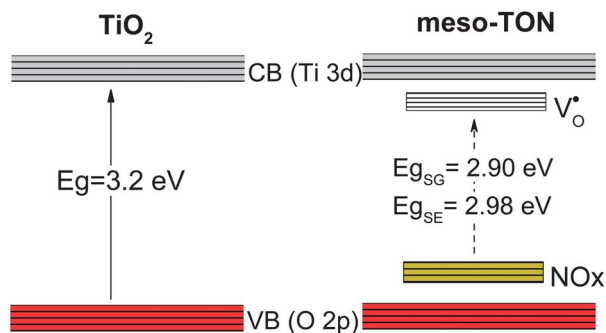 TiO₂
meso-TON
CB (Ti 3d)
V•O
Eg=3.2 eV
EgSG= 2.90 eV
EgSE= 2.98 eV
NOx
VB (O 2p)